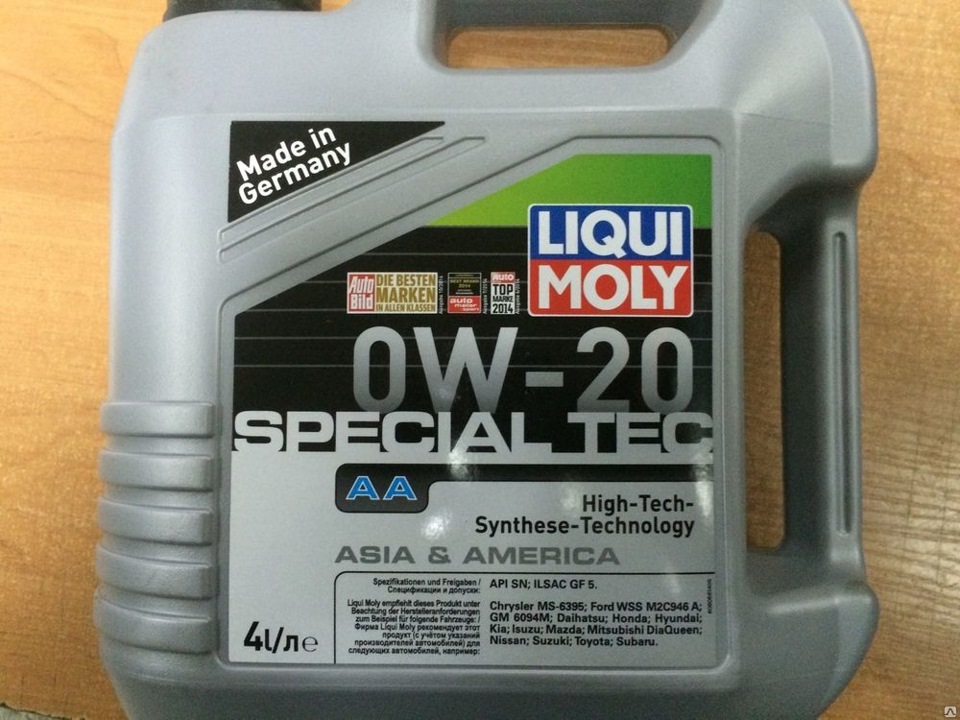 Made in
Germany
LIQUI
MOLY
Auto
Bild
DIE BESTEN
MARKEN
IN ALLEN KLASSEN
BEST BRAND
2014
auto
motor
sport
Auto
TOP
MARKE
2014
0W-20
SPECIAL TEC
AA
High-Tech-
Synthese-Technology
ASIA & AMERICA
Spezifikationen und Freigaben /
Спецификации и допуски:
API SN; ILSAC GF 5.
Liqui Moly empfiehlt dieses Produkt unter
Beachtung der Herstelleranforderungen
zum Beispiel für folgende Fahrzeuge: /
Фирма Liqui Moly рекомендует этот
продукт (с учётом указаний
производителей автомобилей) для
следующих автомобилей, например:
Chrysler MS-6395; Ford WSS M2C946 A;
GM 6094M; Daihatsu; Honda; Hyundai;
Kia; Isuzu; Mazda; Mitsubishi DiaQueen;
Nissan; Suzuki; Toyota; Subaru.
4l/л℮